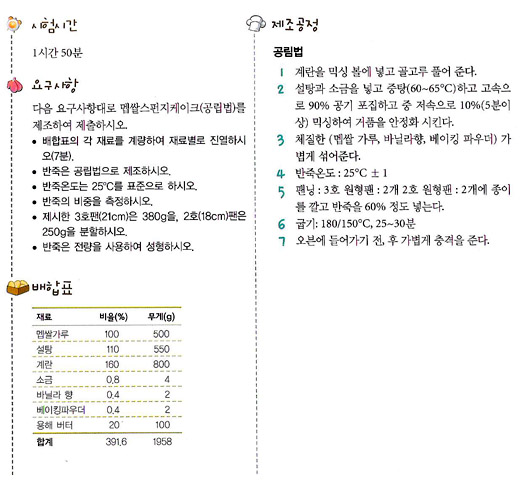 시험시간
1시간 50분
요구사항
다음 요구사항대로 멥쌀스펀지케이크(공립법)를
제조하여 제출하시오.
• 배합표의 각 재료를 계량하여 재료별로 진열하시
오(7분).
• 반죽은 공립법으로 제조하시오.
• 반죽온도는 25℃를 표준으로 하시오.
• 반죽의 비중을 측정하시오.
• 제시한 3호팬(21cm)은 380g을, 2호(18cm)팬은
250g을 분할하시오.
• 반죽은 전량을 사용하여 성형하시오.
배합표
재료 비율(%) 무게(g)
멥쌀가루 100 500
설탕 110 550
계란 160 800
소금 0.8 4
바닐라 향 0.4 2
베이킹파우더 0.4 2
용해 버터 20 100
합계 391.6 1958
제조공정
공립법
1 계란을 믹싱 볼에 넣고 골고루 풀어 준다.
2 설탕과 소금을 넣고 중탕(60~65℃)하고 고속으
로 90% 공기 포집하고 중 저속으로 10%(5분이
상) 믹싱하여 거품을 안정화 시킨다.
3 체질한 (멥쌀 가루, 바닐라향, 베이킹 파우더) 가
볍게 섞어준다.
4 반죽온도 : 25℃ ± 1
5 팬닝 : 3호 원형팬 : 2개 2호 원형팬 : 2개에 종이
를 깔고 반죽을 60% 정도 넣는다.
6 굽기: 180/150℃, 25~30분
7 오븐에 들어가기 전, 후 가볍게 충격을 준다.